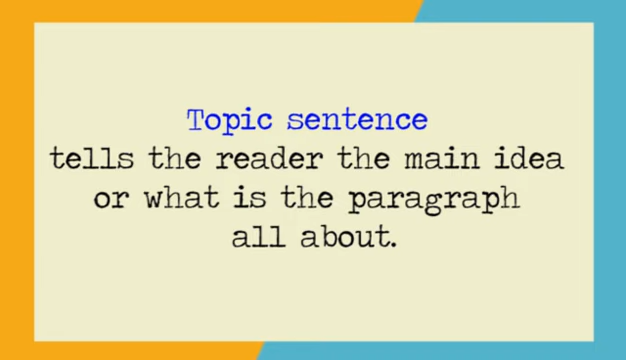 Topic sentence
tells the reader the main idea
or what is the paragraph
all about.